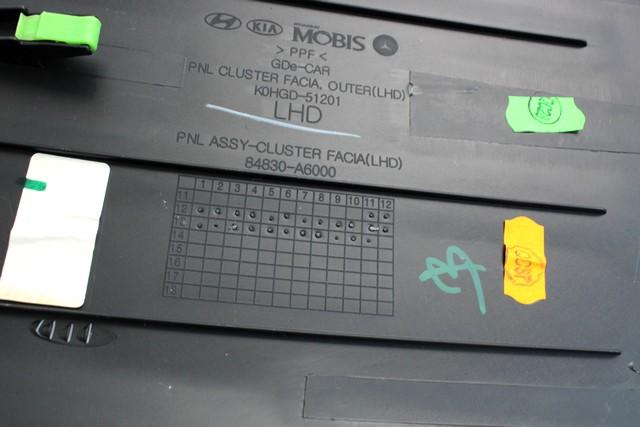 HYUNDAI KIA MOBIS
> PPF <
GDe-CAR
PNL CLUSTER FACIA, OUTER(LHD)
K0HGD-51201
LHD
PNL ASSY-CLUSTER FACIA(LHD)
84830-A6000
1 2 3 4 5 6 7 8 9 10 11 12
11
12
13
14
15
16
17
18